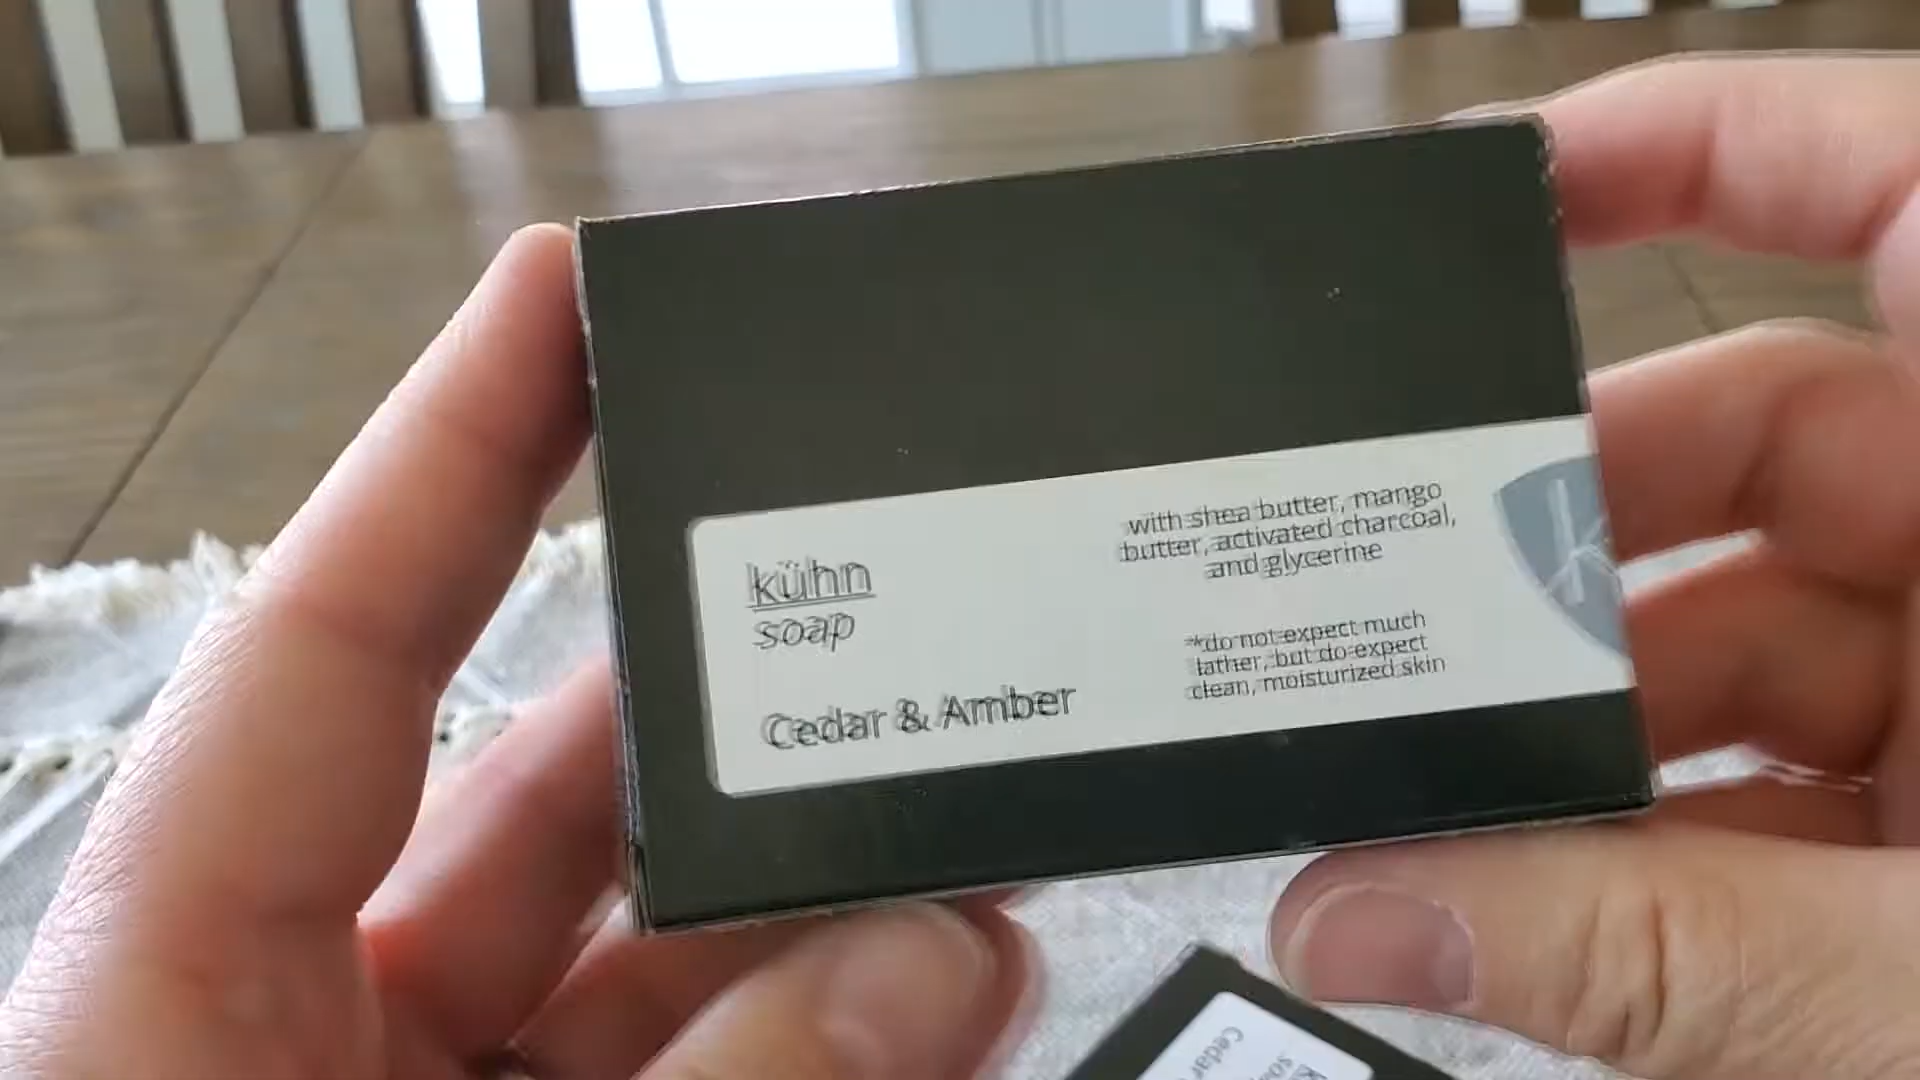 kühn
soap
Cedar & Amber
with shea butter, mango
butter, activated charcoal,
and glycerine
*do not expect much
lather, but do expect
clean, moisturized skin
k
Cedar